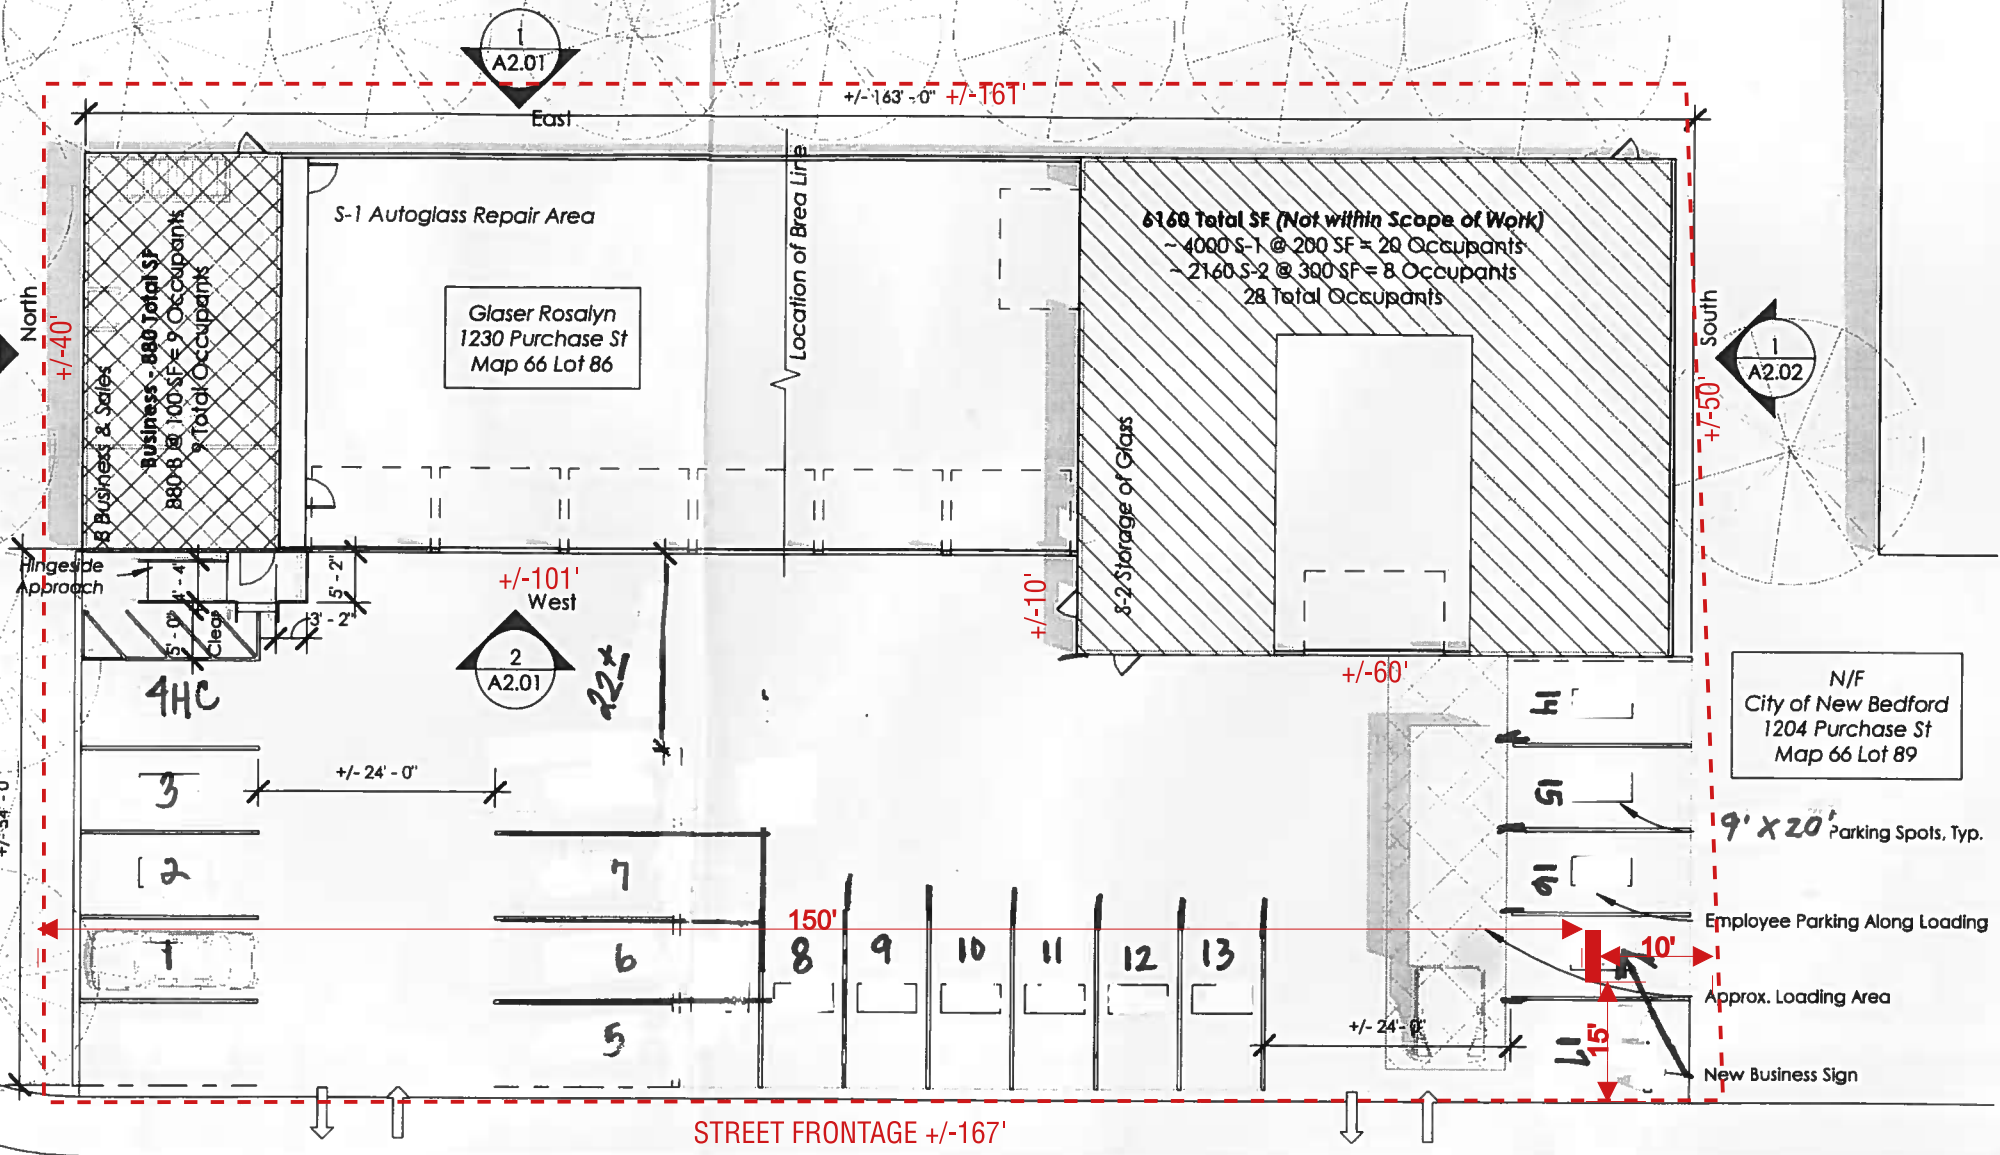 1
A2.01
East
+/- 163' - 0" +/-161'
North
+/-40'
B Business & Sales
Business - 880 Total SF
880 B @ 100 SF = 9 Occupants
9 Total Occupants
S-1 Autoglass Repair Area
Glaser Rosalyn
1230 Purchase St
Map 66 Lot 86
Location of Brea Line
6160 Total SF (Not within Scope of Work)
~ 4000 S-1 @ 200 SF = 20 Occupants
~ 2160 S-2 @ 300 SF = 8 Occupants
28 Total Occupants
S-2 Storage of Glass
South
+/-50'
1
A2.02
Hingeside
Approach
4' - 4"
5' - 0"
Clear
5' - 2"
3' - 2"
+/-101'
West
2
A2.01
22'
+/-10'
+/-60'
N/F
City of New Bedford
1204 Purchase St
Map 66 Lot 89
4HC
3
2
1
+/- 24' - 0"
+/- 54' - 0
7
6
5
150'
8
9
10
11
12
13
14
15
16
17
+/- 24'- 0"
10'
15'
9' X 20' Parking Spots, Typ.
Employee Parking Along Loading
Approx. Loading Area
New Business Sign
STREET FRONTAGE +/-167'